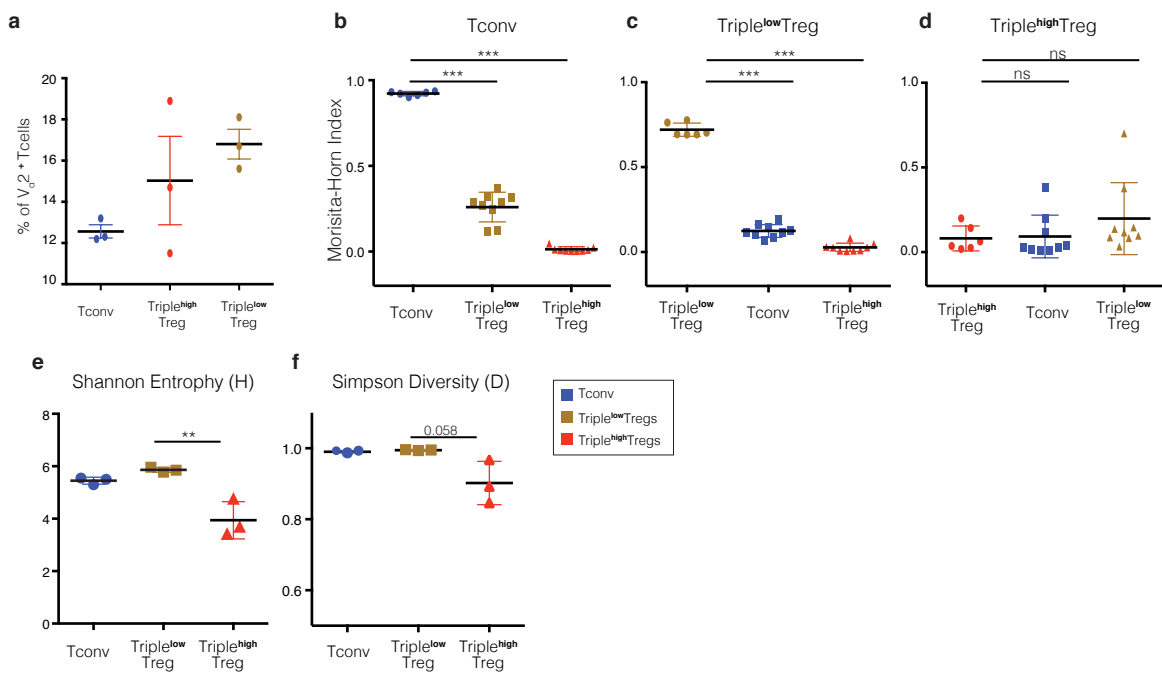 a
% of Vα2 + Tcells
20
18
16
14
12
10
Tconv
Triplehigh
Treg
Triplelow
Treg
b
Tconv
***
***
Morisita-Horn Index
1.0
0.5
0.0
Tconv
Triplelow
Treg
Triplehigh
Treg
c
TriplelowTreg
***
***
1.0
0.5
0.0
Triplelow
Treg
Tconv
Triplehigh
Treg
d
TriplehighTreg
ns
ns
1.0
0.5
0.0
Triplehigh
Treg
Tconv
Triplelow
Treg
e
Shannon Entropy (H)
**
8
6
4
2
0
Tconv
Triplelow
Treg
Triplehigh
Treg
f
Simpson Diversity (D)
0.058
1.0
0.8
0.6
Tconv
Triplelow
Treg
Triplehigh
Treg
Tconv
TriplelowTregs
TriplehighTregs